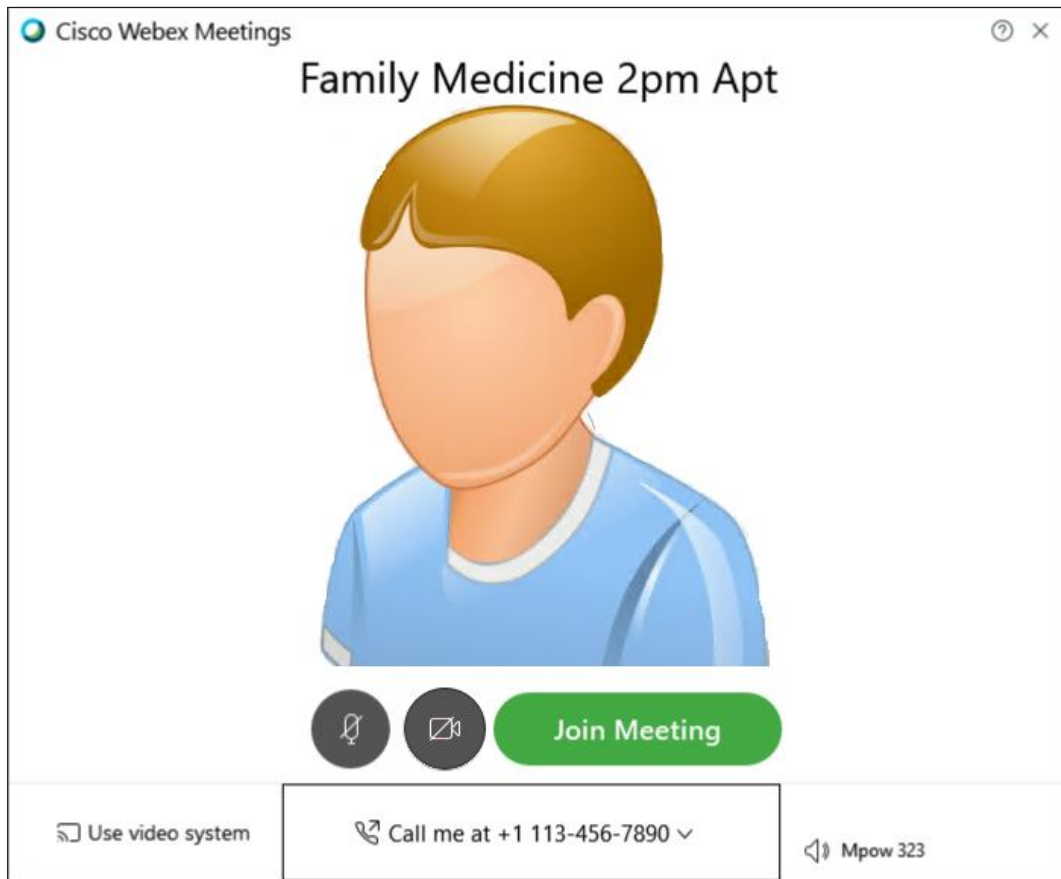 Cisco Webex Meetings
Family Medicine 2pm Apt
Join Meeting
Use video system
Call me at +1 113-456-7890
Mpow 323